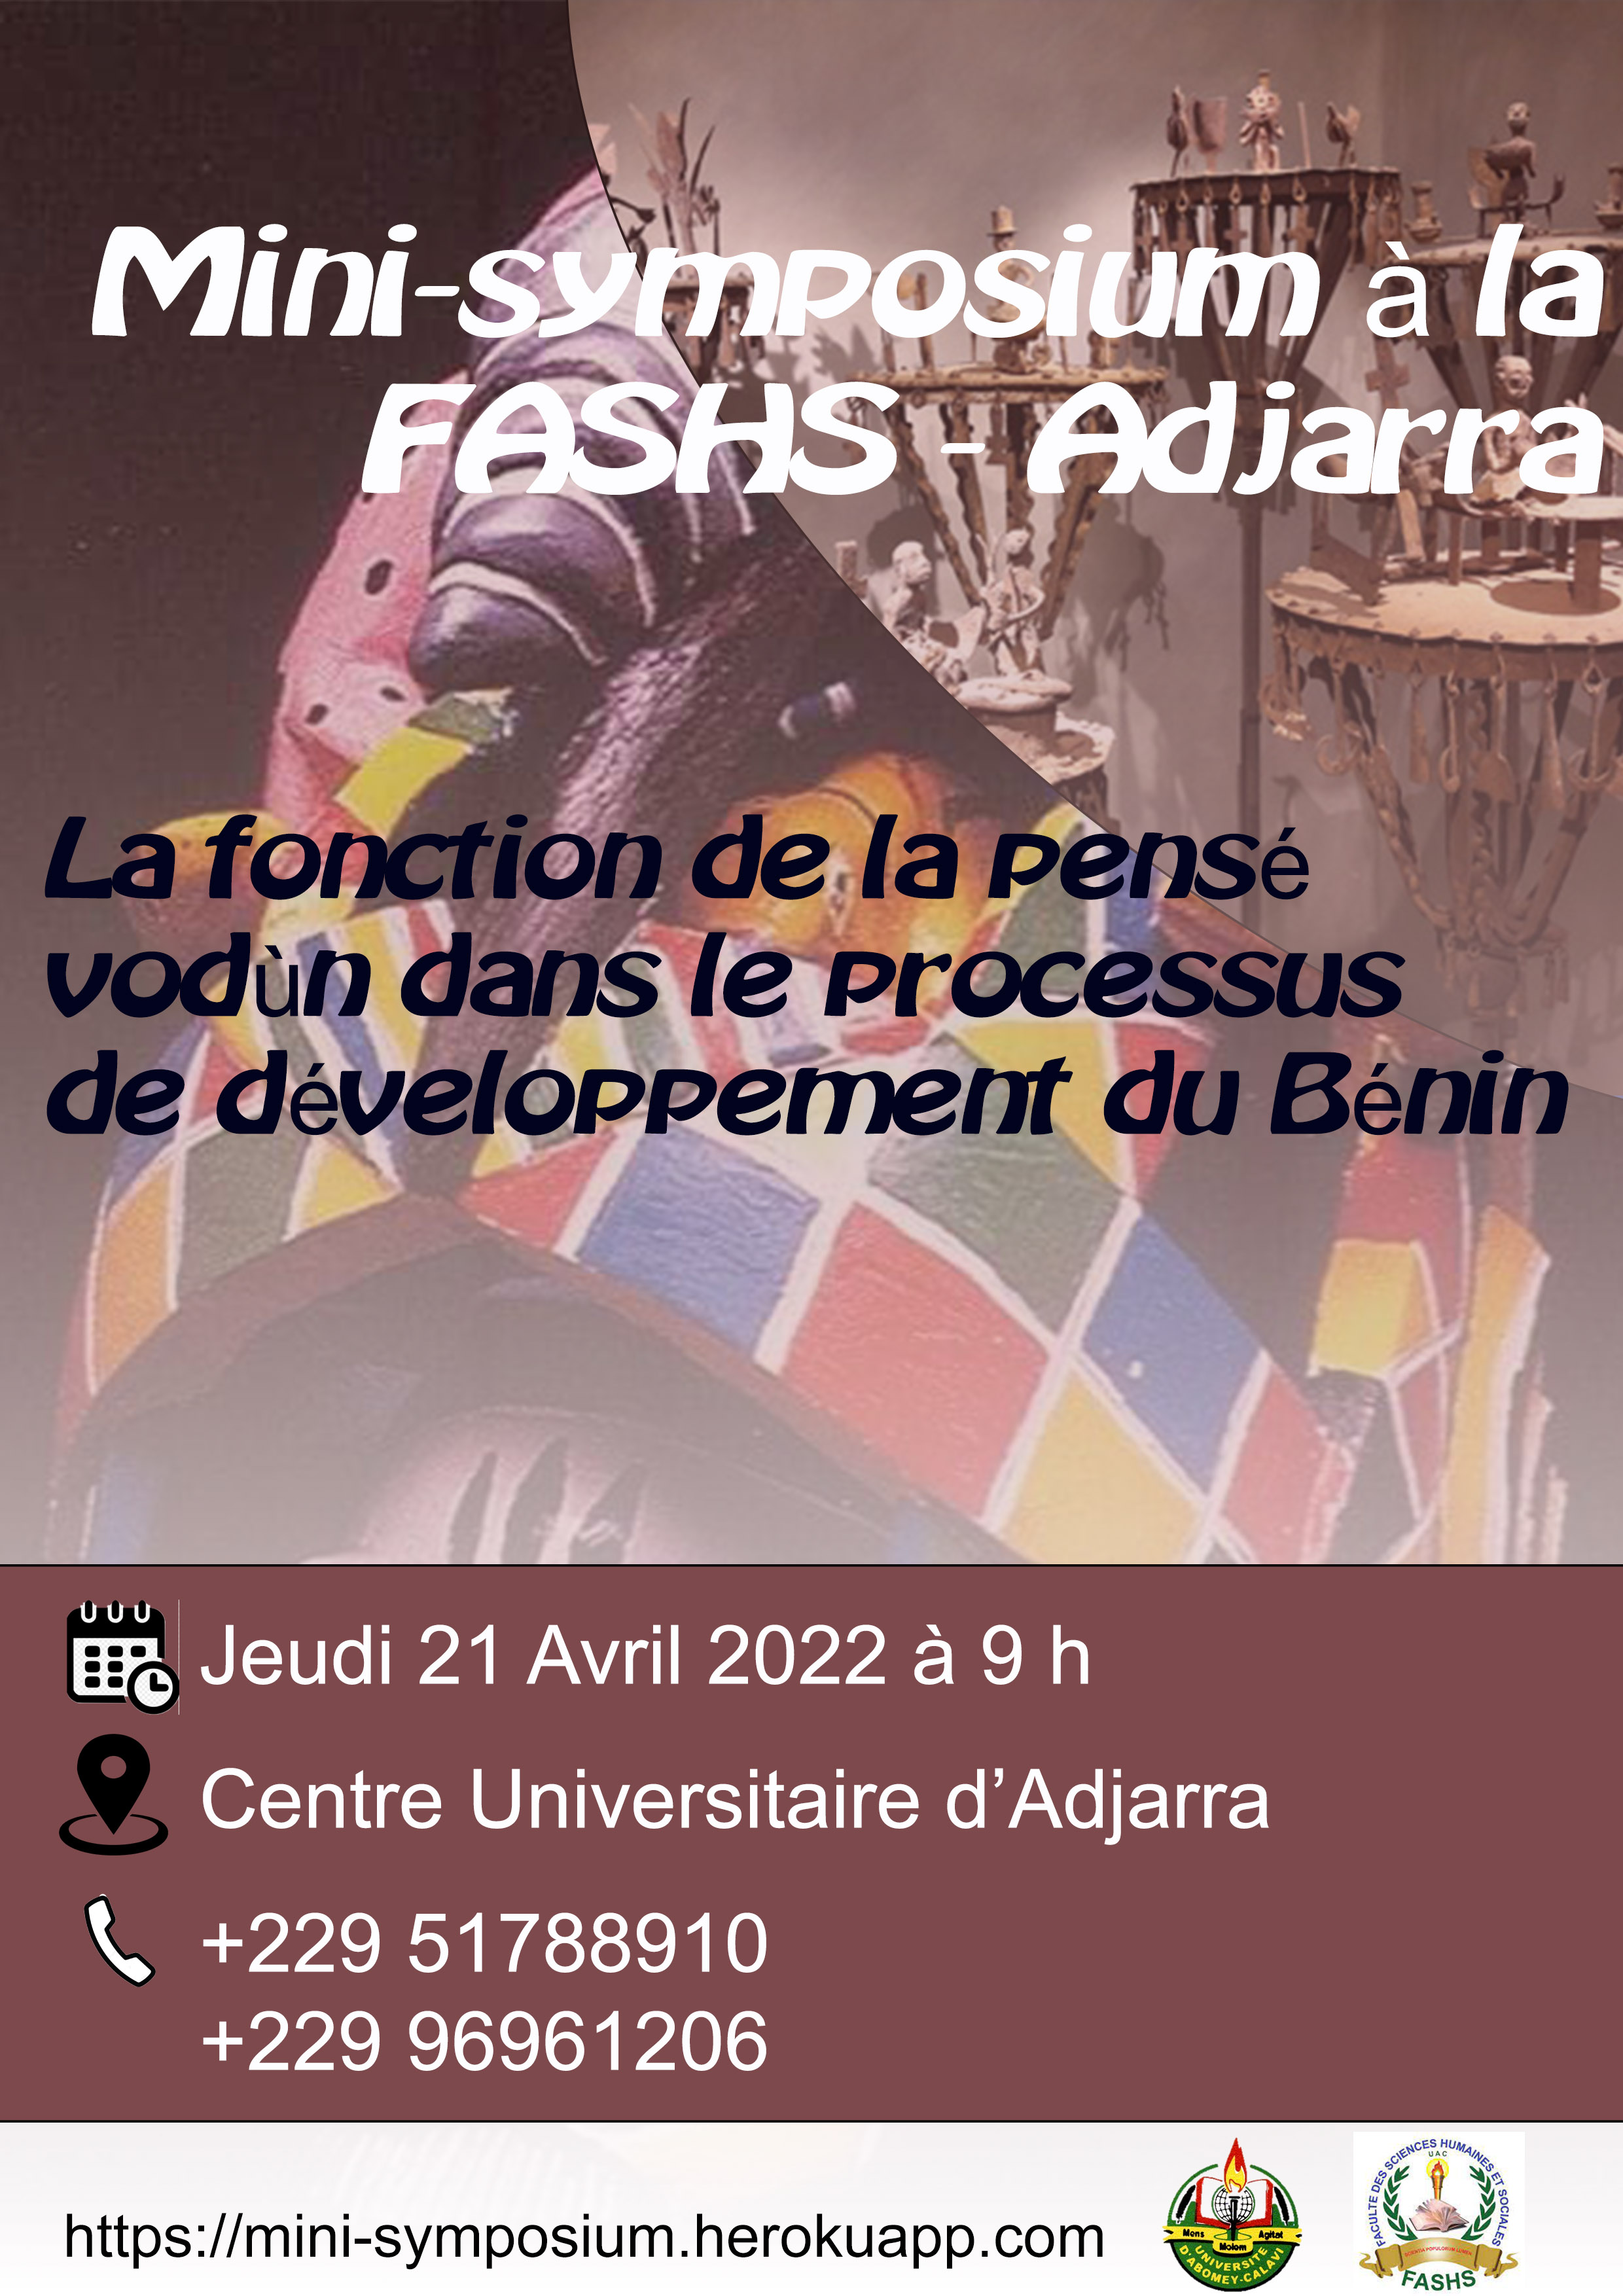 Mini-symposium à la
FASHS - Adjarra
La fonction de la pensé
vodùn dans le processus
de développement du Bénin
Jeudi 21 Avril 2022 à 9 h
Centre Universitaire d’Adjarra
+229 51788910
+229 96961206
https://mini-symposium.herokuapp.com
Mens Agitat
Molem
UNIVERSITÉ
D'ABOMEY-CALAVI
FACULTE DES SCIENCES HUMAINES ET SOCIALES
UAC
FASHS